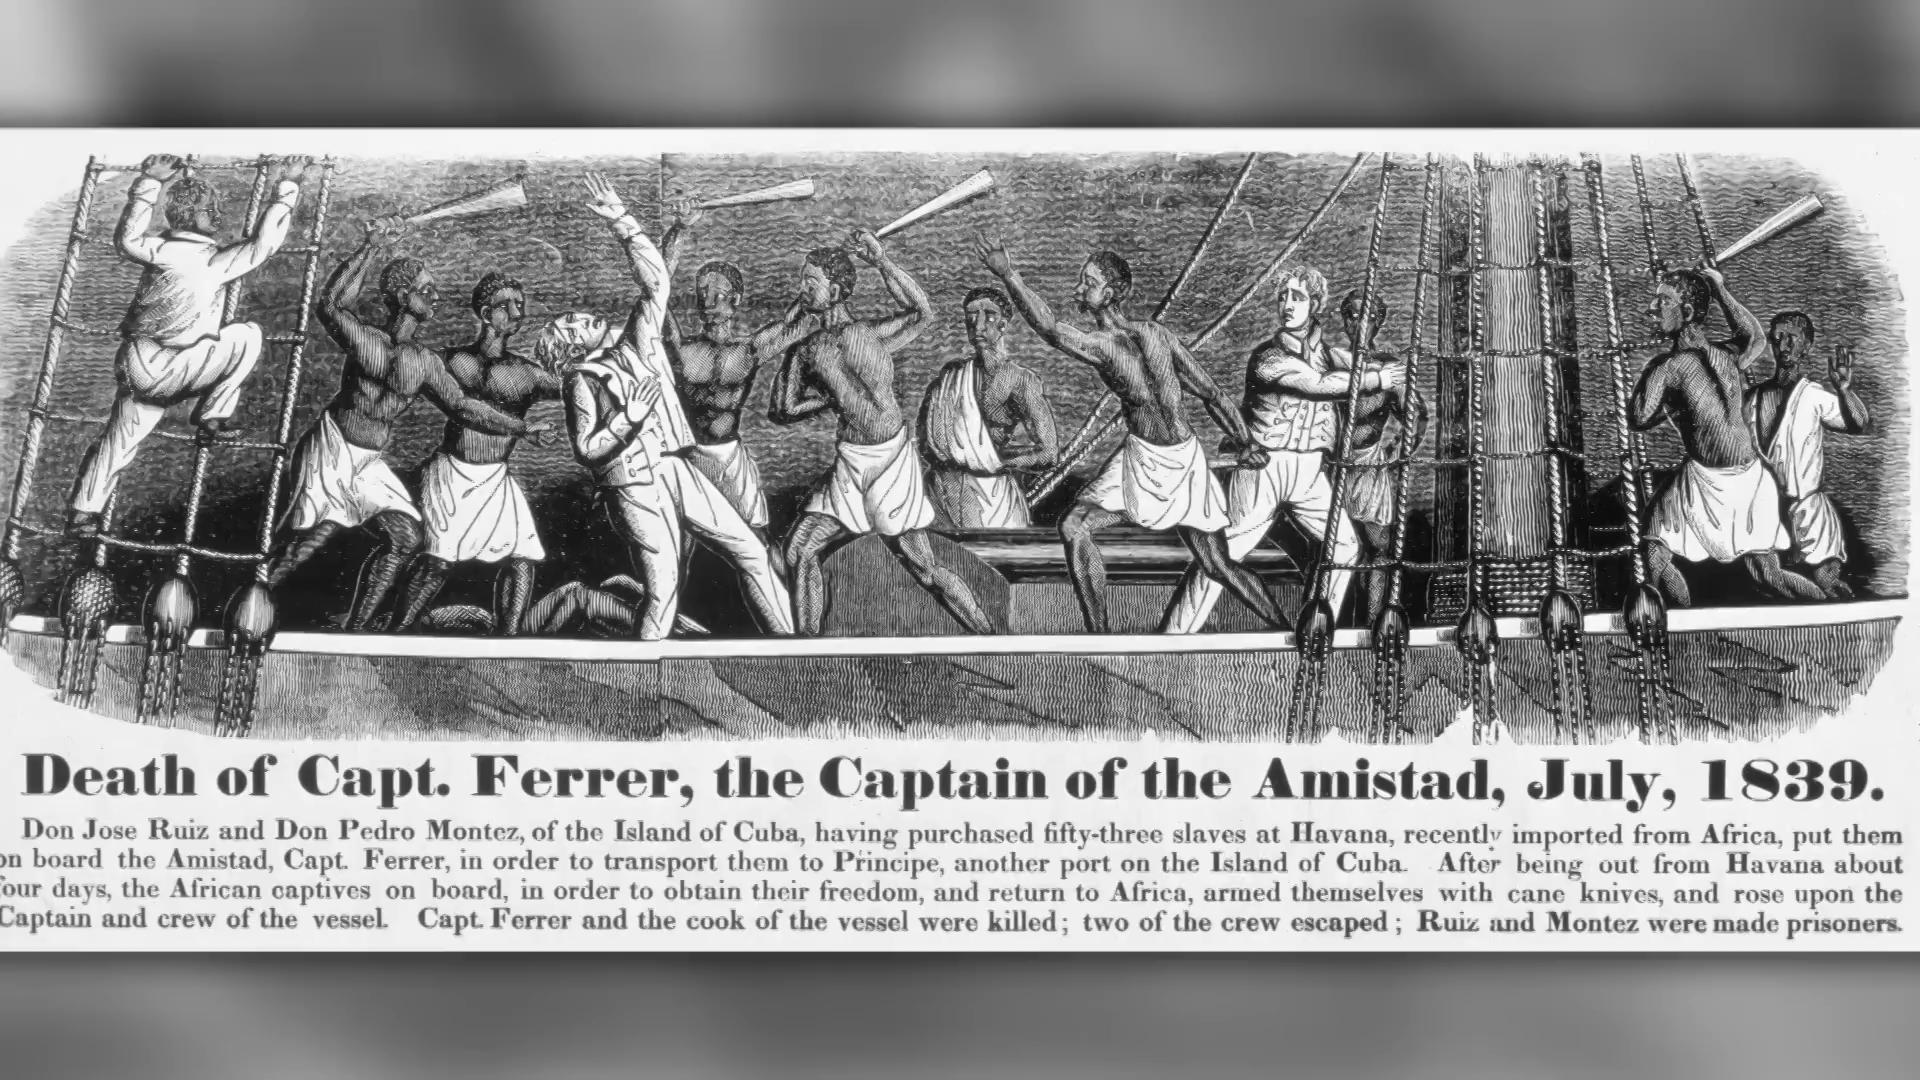 Death of Capt. Ferrer, the Captain of the Amistad, July, 1839.
Don Jose Ruiz and Don Pedro Montez, of the Island of Cuba, having purchased fifty-three slaves at Havana, recently imported from Africa, put them
on board the Amistad, Capt. Ferrer, in order to transport them to Principe, another port on the Island of Cuba. After being out from Havana about
four days, the African captives on board, in order to obtain their freedom, and return to Africa, armed themselves with cane knives, and rose upon the
Captain and crew of the vessel. Capt. Ferrer and the cook of the vessel were killed; two of the crew escaped; Ruiz and Montez were made prisoners.